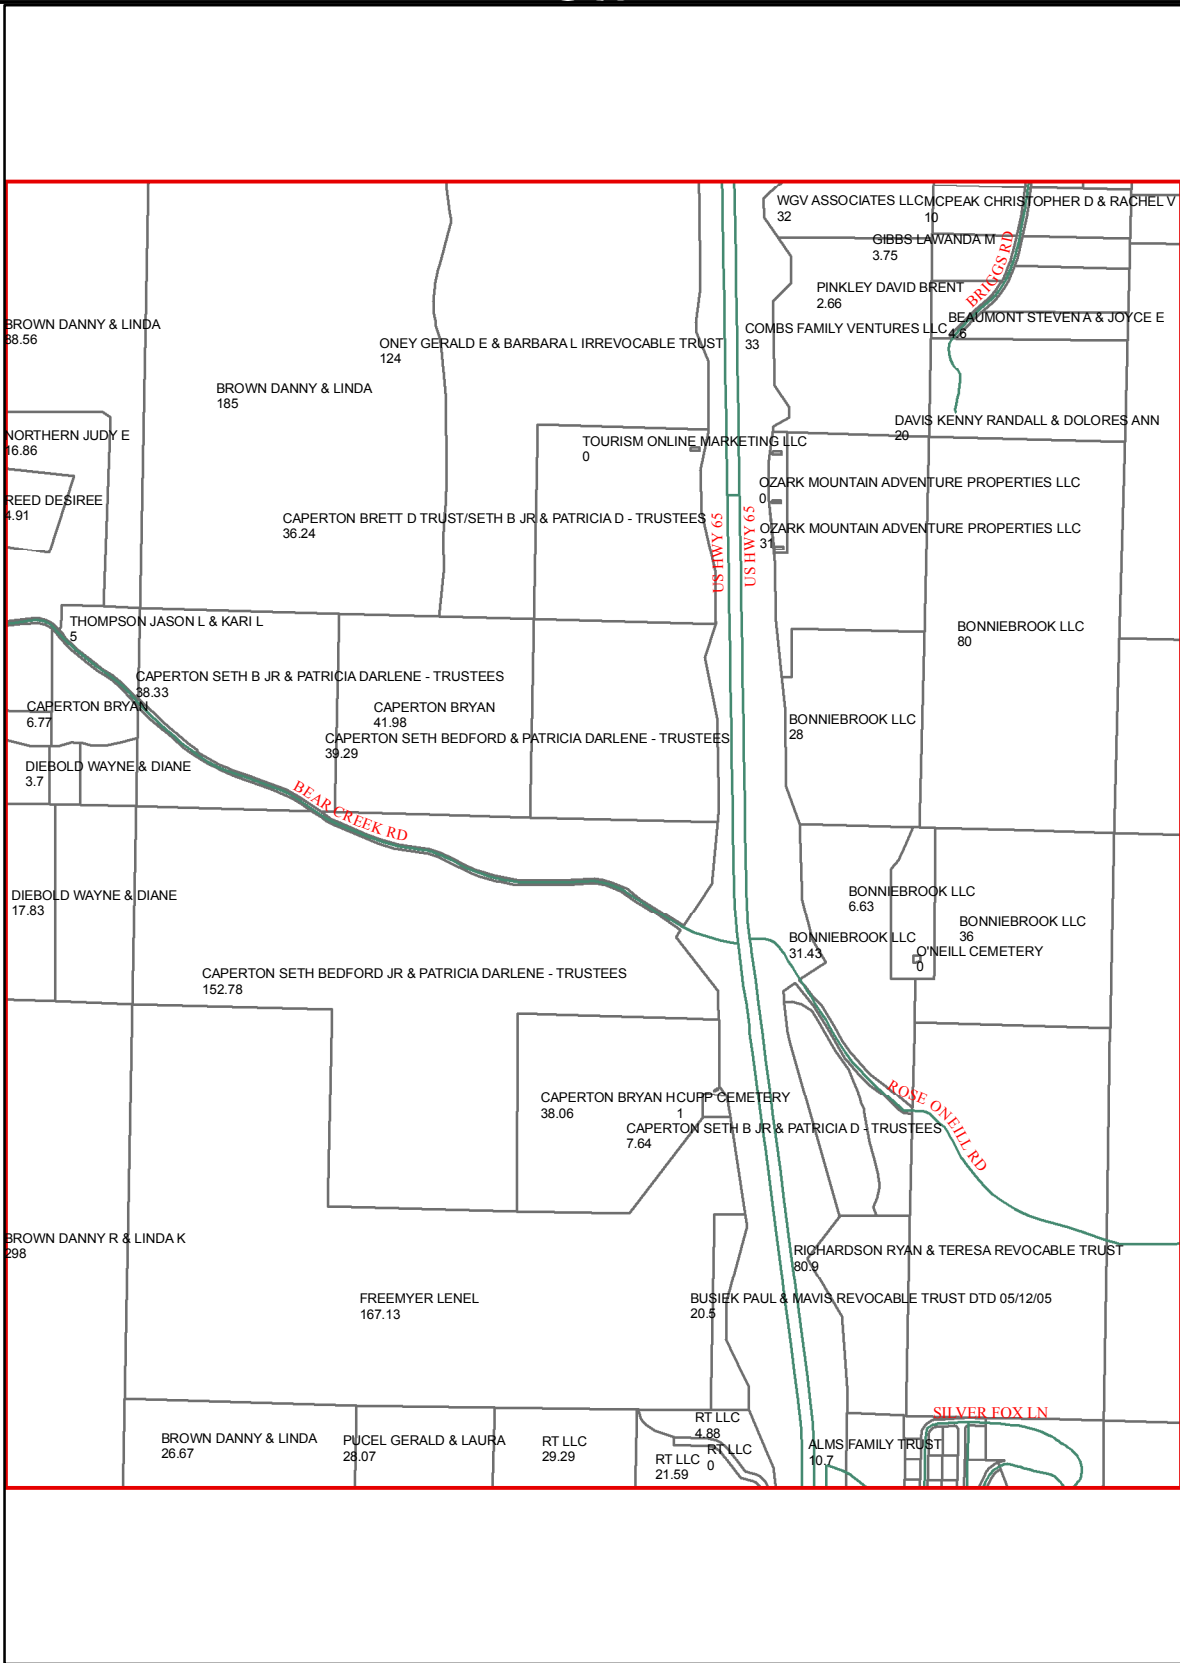 WGV ASSOCIATES LLC
32
MCPEAK CHRISTOPHER D & RACHEL V
10
GIBBS LAWANDA M
3.75
BRIGGS RD
PINKLEY DAVID BRENT
2.66
BEAUMONT STEVEN A & JOYCE E
4.6
COMBS FAMILY VENTURES LLC
33
BROWN DANNY & LINDA
38.56
ONEY GERALD E & BARBARA L IRREVOCABLE TRUST
124
BROWN DANNY & LINDA
185
DAVIS KENNY RANDALL & DOLORES ANN
20
NORTHERN JUDY E
16.86
TOURISM ONLINE MARKETING LLC
0
OZARK MOUNTAIN ADVENTURE PROPERTIES LLC
0
REED DESIREE
4.91
CAPERTON BRETT D TRUST/SETH B JR & PATRICIA D - TRUSTEES
36.24
US HWY 65
US HWY 65
OZARK MOUNTAIN ADVENTURE PROPERTIES LLC
31
THOMPSON JASON L & KARI L
5
BONNIEBROOK LLC
80
CAPERTON SETH B JR & PATRICIA DARLENE - TRUSTEES
38.33
CAPERTON BRYAN
6.77
CAPERTON BRYAN
41.98
BONNIEBROOK LLC
28
CAPERTON SETH BEDFORD & PATRICIA DARLENE - TRUSTEES
39.29
DIEBOLD WAYNE & DIANE
3.7
BEAR CREEK RD
DIEBOLD WAYNE & DIANE
17.83
BONNIEBROOK LLC
6.63
BONNIEBROOK LLC
36
BONNIEBROOK LLC
31.43
O'NEILL CEMETERY
0
CAPERTON SETH BEDFORD JR & PATRICIA DARLENE - TRUSTEES
152.78
CAPERTON BRYAN H
38.06
CUPP CEMETERY
1
ROSE ONEILL RD
CAPERTON SETH B JR & PATRICIA D - TRUSTEES
7.64
BROWN DANNY R & LINDA K
298
RICHARDSON RYAN & TERESA REVOCABLE TRUST
80.9
FREEMYER LENEL
167.13
BUSIEK PAUL & MAVIS REVOCABLE TRUST DTD 05/12/05
20.5
SILVER FOX LN
RT LLC
4.88
BROWN DANNY & LINDA
26.67
PUCEL GERALD & LAURA
28.07
RT LLC
29.29
RT LLC
0
RT LLC
21.59
ALMS FAMILY TRUST
10.7